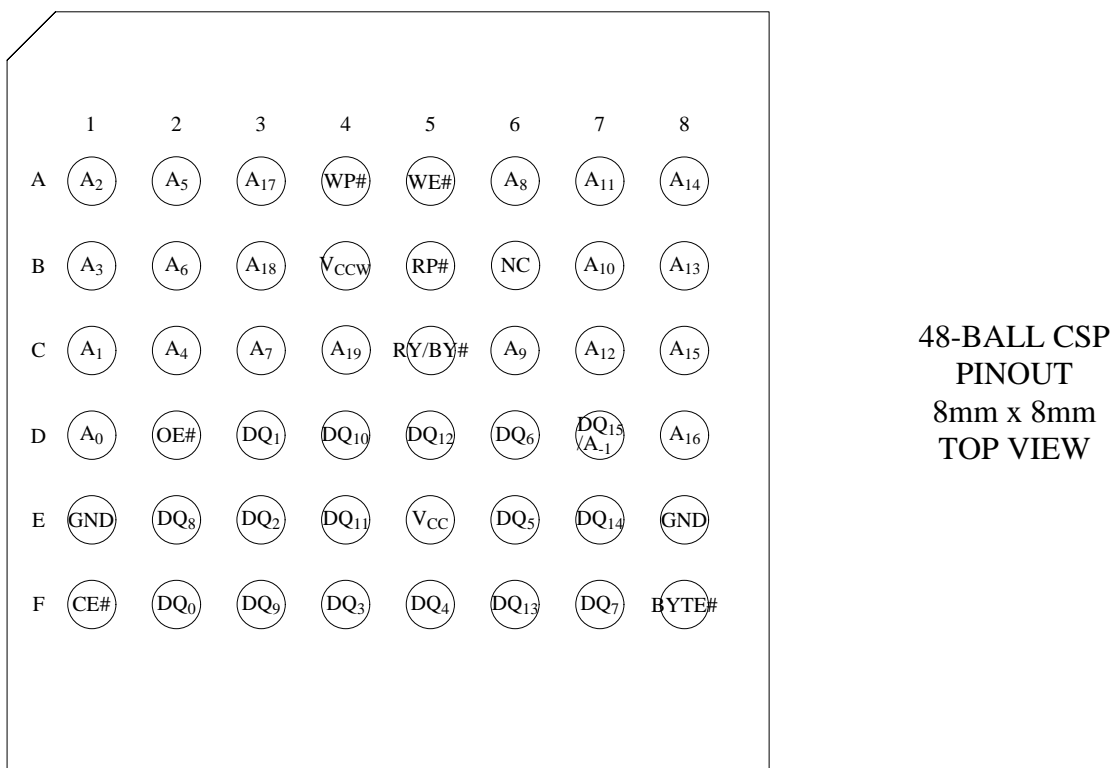 1 2 3 4 5 6 7 8
A A₂ A₅ A₁₇ WP# WE# A₈ A₁₁ A₁₄
B A₃ A₆ A₁₈ V_CCW RP# NC A₁₀ A₁₃
C A₁ A₄ A₇ A₁₉ RY/BY# A₉ A₁₂ A₁₅
D A₀ OE# DQ₁ DQ₁₀ DQ₁₂ DQ₆ DQ₁₅/A₋₁ A₁₆
E GND DQ₈ DQ₂ DQ₁₁ V_CC DQ₅ DQ₁₄ GND
F CE# DQ₀ DQ₉ DQ₃ DQ₄ DQ₁₃ DQ₇ BYTE#
48-BALL CSP
PINOUT
8mm x 8mm
TOP VIEW